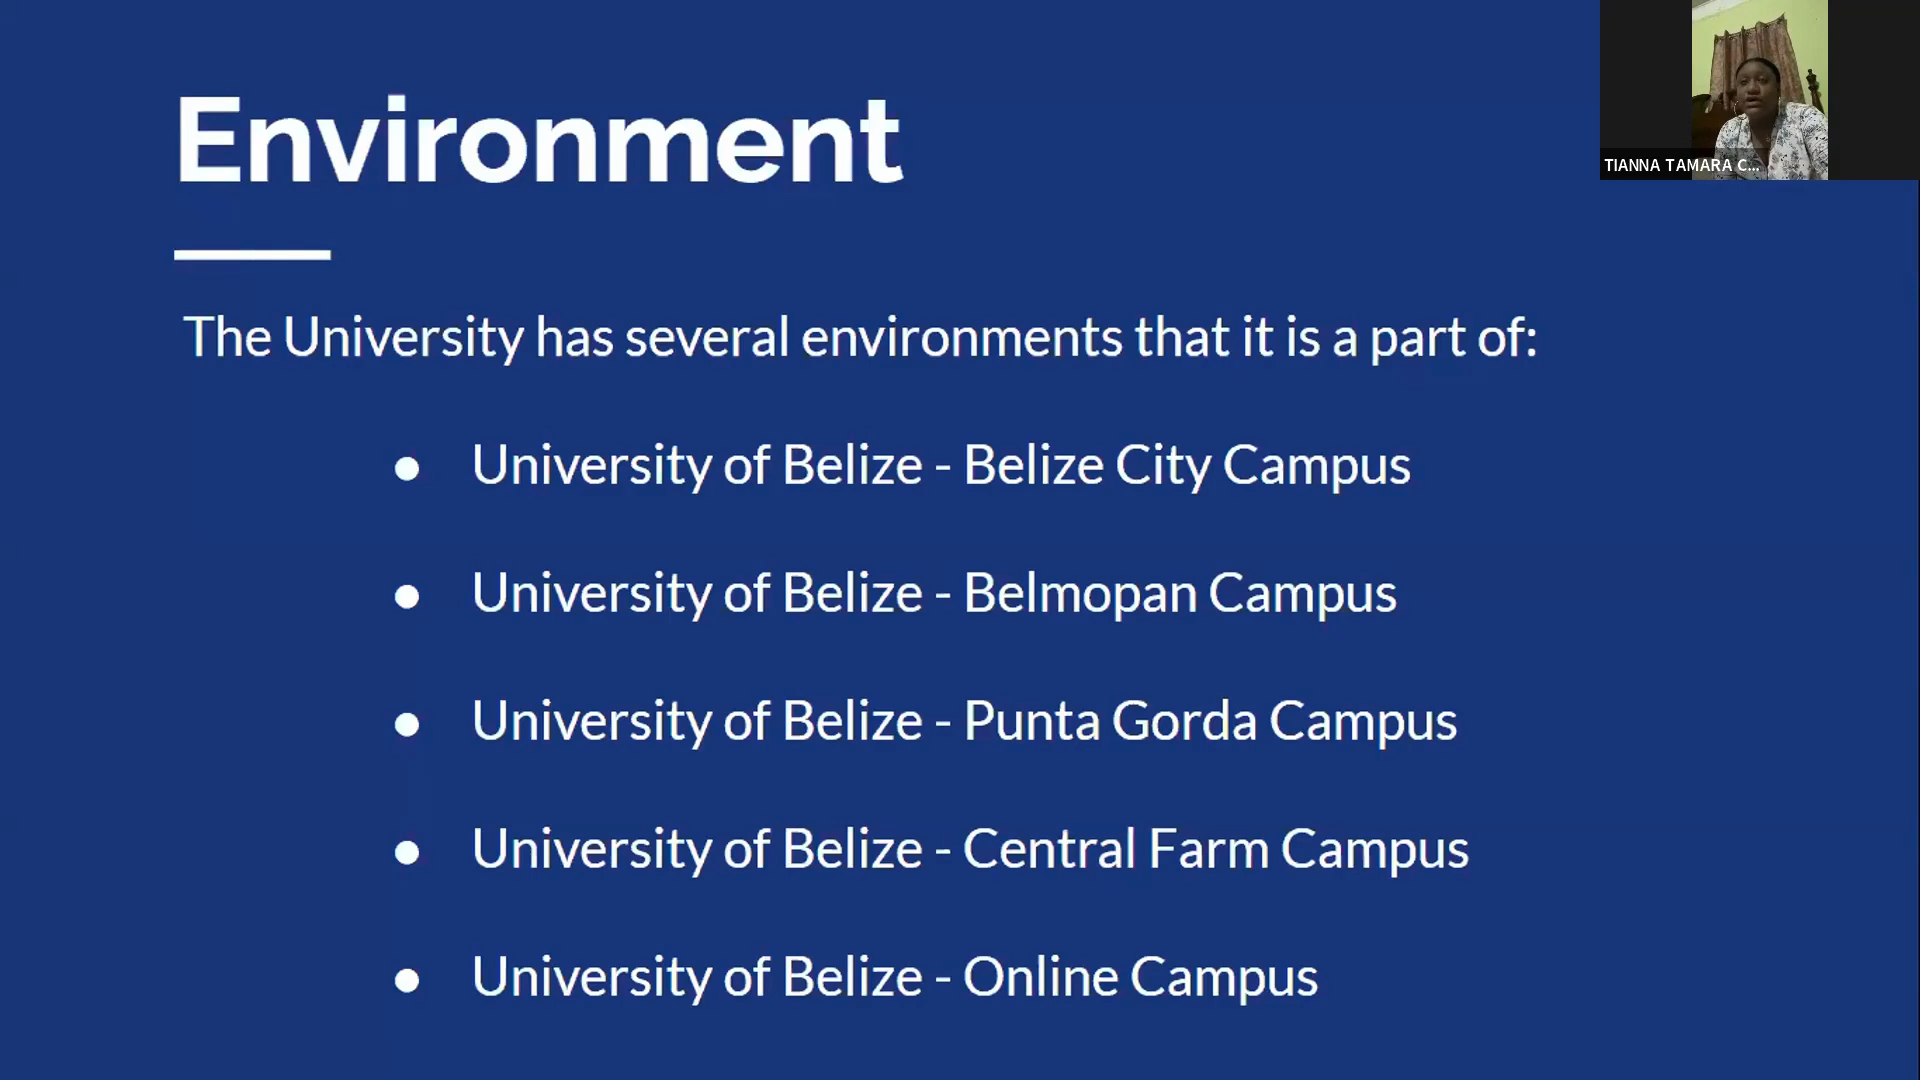 Environment
The University has several environments that it is a part of:
● University of Belize - Belize City Campus
● University of Belize - Belmopan Campus
● University of Belize - Punta Gorda Campus
● University of Belize - Central Farm Campus
● University of Belize - Online Campus
TIANNA TAMARA C...